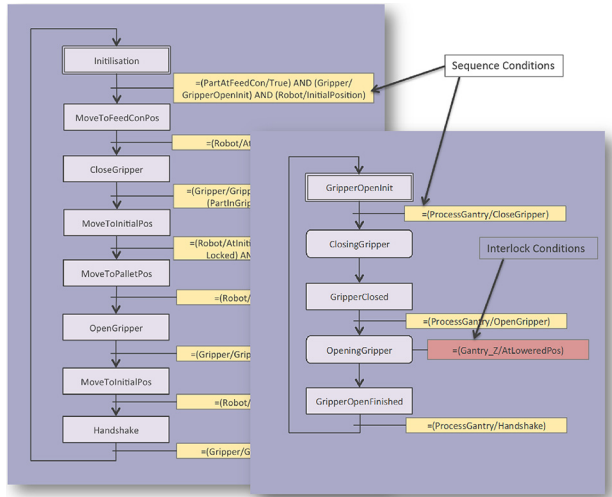 Initilisation
=(PartAtFeedCon/True) AND (Gripper/
GripperOpenInit) AND (Robot/InitialPosition)
MoveToFeedConPos
=(Robot/At
CloseGripper
=(Gripper/Gripp
(PartInGrip
MoveToInitialPos
=(Robot/AtInitia
Locked) AN
MoveToPalletPos
=(Robot/
OpenGripper
=(Gripper/Grip
MoveToInitialPos
=(Robot/
Handshake
=(Gripper/G
Sequence Conditions
GripperOpenInit
=(ProcessGantry/CloseGripper)
ClosingGripper
Interlock Conditions
GripperClosed
=(ProcessGantry/OpenGripper)
OpeningGripper
=(Gantry_Z/AtLoweredPos)
GripperOpenFinished
=(ProcessGantry/Handshake)